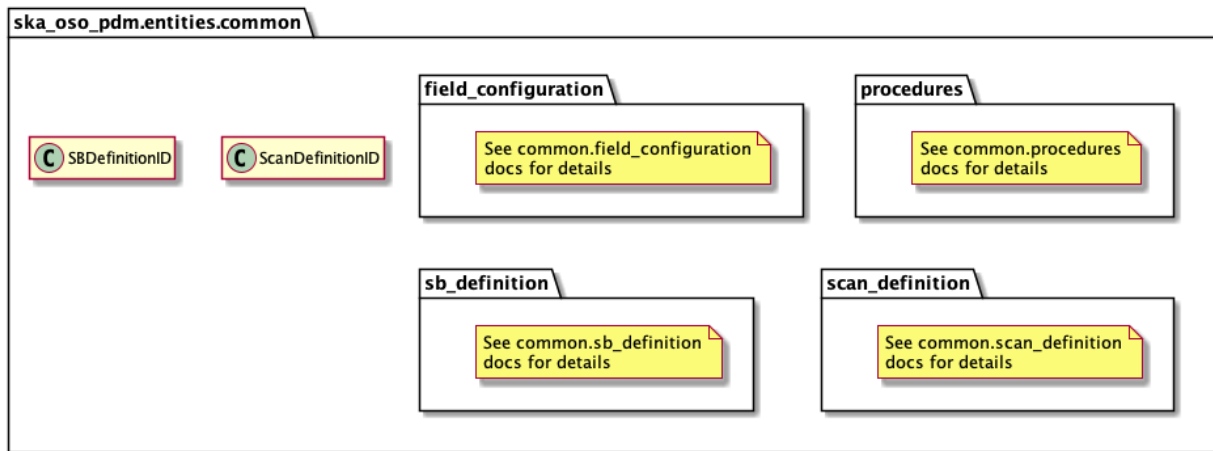 ska_oso_pdm.entities.common
field_configuration
procedures
C SBDefinitionID
C ScanDefinitionID
See common.field_configuration
docs for details
See common.procedures
docs for details
sb_definition
scan_definition
See common.sb_definition
docs for details
See common.scan_definition
docs for details